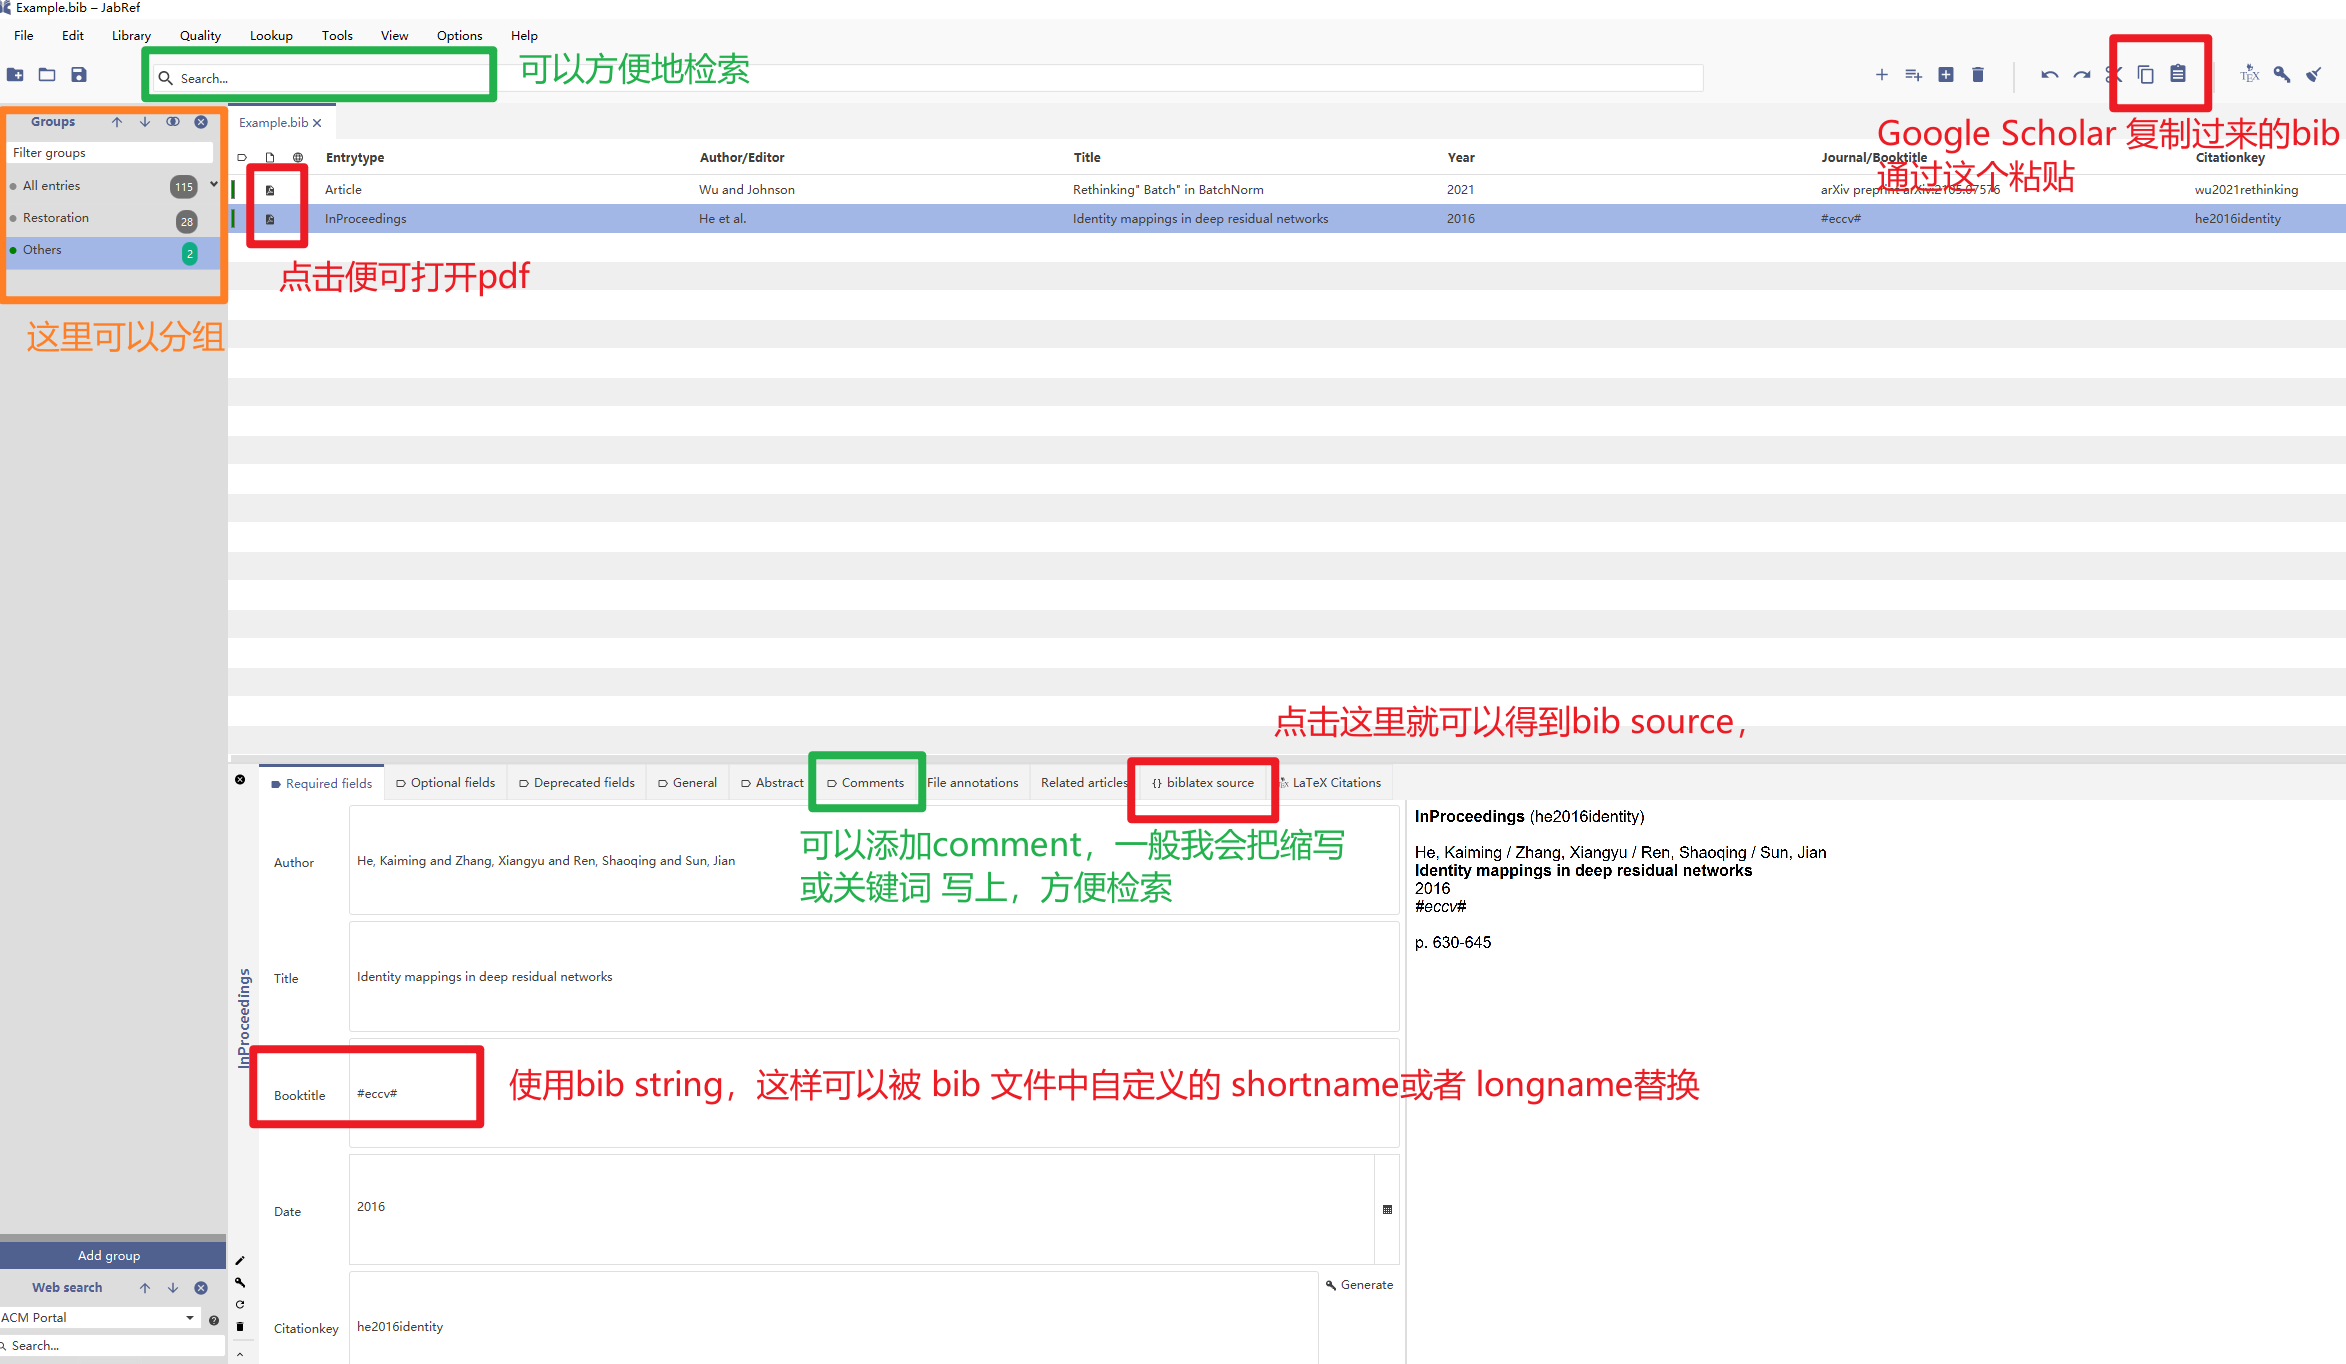 Example.bib – JabRef
File Edit Library Quality Lookup Tools View Options Help
Search...
可以方便地检索
TEX
Google Scholar 复制过来的bib
通过这个粘贴
Groups
Filter groups
All entries 115
Restoration 28
Others 2
这里可以分组
Example.bib
Entrytype Author/Editor Title Year Journal/Booktitle Citationkey
Article Wu and Johnson Rethinking" Batch" in BatchNorm 2021 arXiv preprint arXiv:2105.07576 wu2021rethinking
InProceedings He et al. Identity mappings in deep residual networks 2016 #eccv# he2016identity
点击便可打开pdf
点击这里就可以得到bib source，
Required fields Optional fields Deprecated fields General Abstract Comments File annotations Related articles {} biblatex source LaTeX Citations
可以添加comment，一般我会把缩写
或关键词 写上，方便检索
InProceedings
Author He, Kaiming and Zhang, Xiangyu and Ren, Shaoqing and Sun, Jian
Title Identity mappings in deep residual networks
Booktitle #eccv#
使用bib string，这样可以被 bib 文件中自定义的 shortname或者 longname替换
Date 2016
Generate
Citationkey he2016identity
InProceedings (he2016identity)
He, Kaiming / Zhang, Xiangyu / Ren, Shaoqing / Sun, Jian
Identity mappings in deep residual networks
2016
#eccv#
p. 630-645
Add group
Web search
ACM Portal
Search...